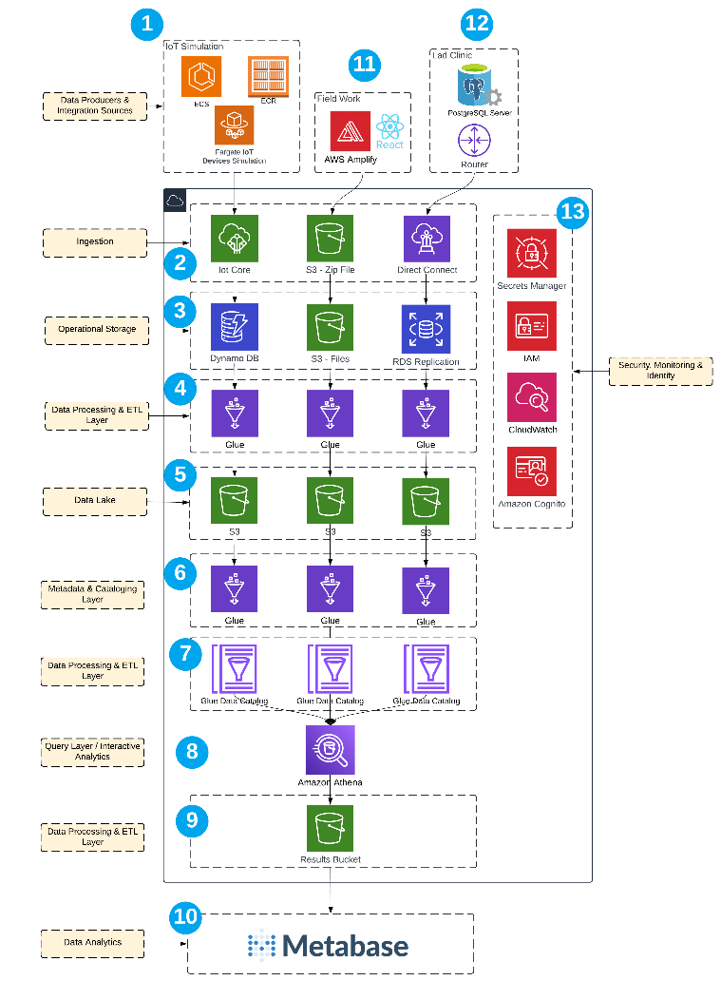 1
12
IoT Simulation
11
Lad Clinic
ECS
ECR
Data Producers &
Integration Sources
Field Work
PostgreSQL Server
Fargate IoT
Devices Simulation
React
AWS Amplify
Router
13
Ingestion
2
Iot Core
S3 - Zip File
Direct Connect
Secrets Manager
3
Operational Storage
Dynamo DB
S3 - Files
RDS Replication
IAM
Security, Monitoring &
Identity
4
Data Processing & ETL
Layer
Glue
Glue
Glue
CloudWatch
5
Data Lake
S3
S3
S3
Amazon Cognito
6
Metadata & Cataloging
Layer
Glue
Glue
Glue
7
Data Processing & ETL
Layer
Glue Data Catalog
Glue Data Catalog
Glue Data Catalog
Query Layer / Interactive
Analytics
8
Amazon Athena
9
Data Processing & ETL
Layer
Results Bucket
10
Data Analytics
Metabase